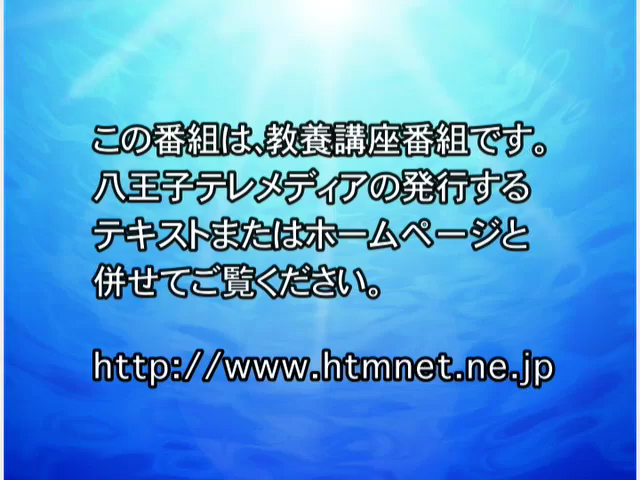 この番組は、教養講座番組です。
八王子テレメディアの発行する
テキストまたはホームページと
併せてご覧ください。
http://www.htmnet.ne.jp